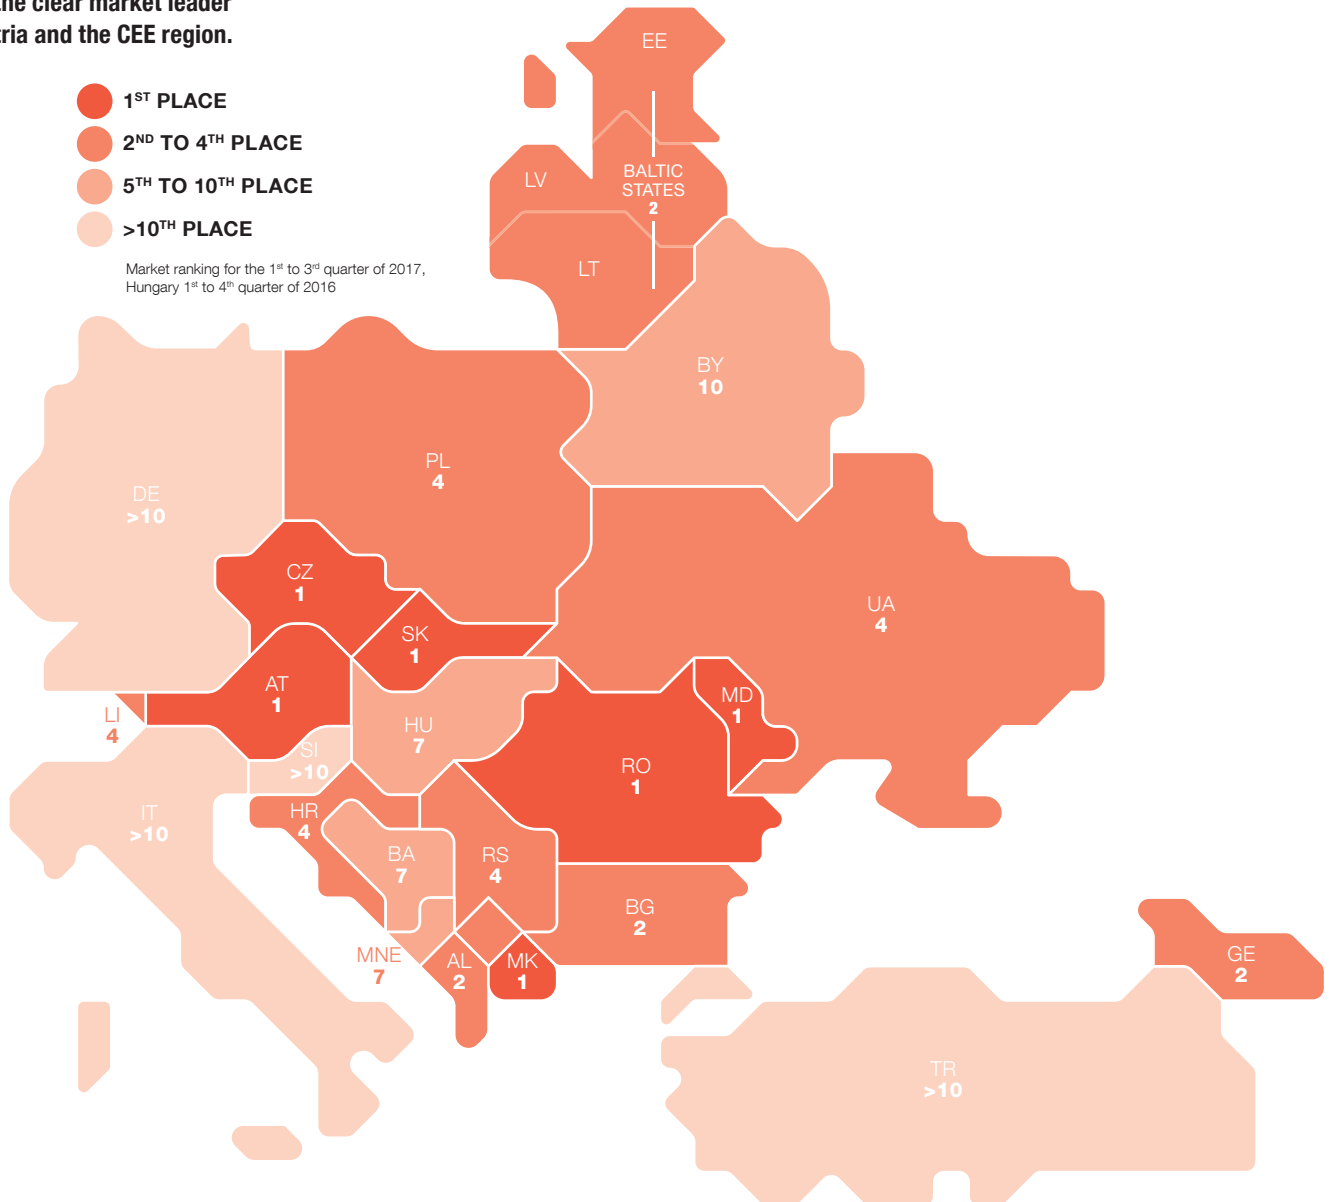 the clear market leader
tria and the CEE region.
1ST PLACE
2ND TO 4TH PLACE
5TH TO 10TH PLACE
>10TH PLACE
Market ranking for the 1st to 3rd quarter of 2017,
Hungary 1st to 4th quarter of 2016
EE
LV
BALTIC
STATES
2
LT
BY
10
PL
4
DE
>10
CZ
1
UA
4
SK
1
AT
1
MD
1
LI
4
HU
7
SI
>10
RO
1
IT
>10
HR
4
BA
7
RS
4
BG
2
MNE
7
AL
2
MK
1
GE
2
TR
>10